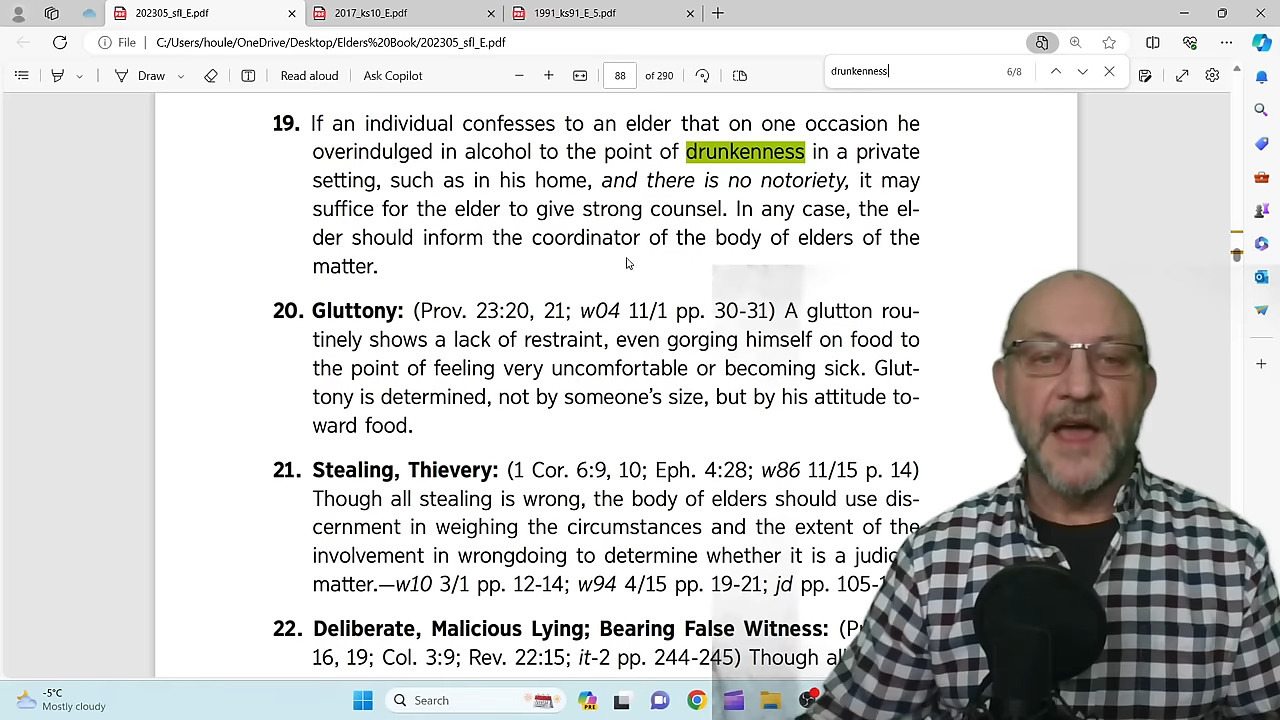 202305_sfl_E.pdf
2017_ks10_E.pdf
1991_ks91_E_5.pdf
File C:/Users/houle/OneDrive/Desktop/Elders%20Book/202305_sfl_E.pdf
Draw Read aloud Ask Copilot 88 of 290 drunkenness 6/8
19. If an individual confesses to an elder that on one occasion he
overindulged in alcohol to the point of drunkenness in a private
setting, such as in his home, and there is no notoriety, it may
suffice for the elder to give strong counsel. In any case, the el-
der should inform the coordinator of the body of elders of the
matter.
20. Gluttony: (Prov. 23:20, 21; w04 11/1 pp. 30-31) A glutton rou-
tinely shows a lack of restraint, even gorging himself on food to
the point of feeling very uncomfortable or becoming sick. Glut-
tony is determined, not by someone's size, but by his attitude to-
ward food.
21. Stealing, Thievery: (1 Cor. 6:9, 10; Eph. 4:28; w86 11/15 p. 14)
Though all stealing is wrong, the body of elders should use dis-
cernment in weighing the circumstances and the extent of the
involvement in wrongdoing to determine whether it is a
matter.—w10 3/1 pp. 12-14; w94 4/15 pp. 19-21; jd pp.
22. Deliberate, Malicious Lying; Bearing False Witness:
16, 19; Col. 3:9; Rev. 22:15; it-2 pp. 244-245) Though
-5°C
Mostly cloudy
Search